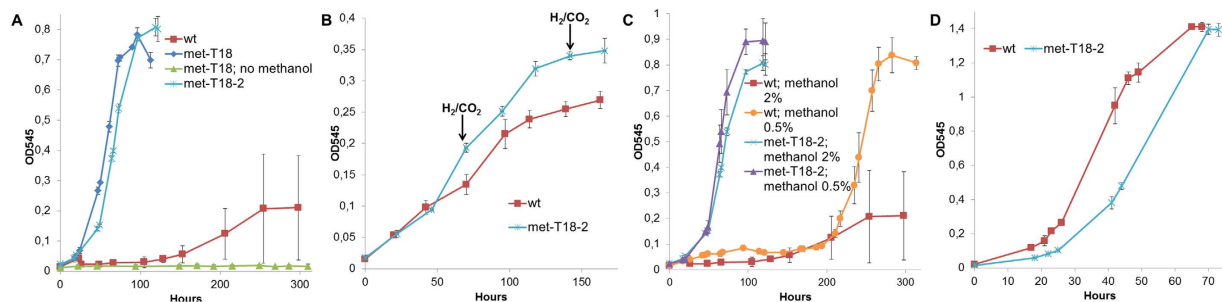 A
OD545
0,9
0,8
0,7
0,6
0,5
0,4
0,3
0,2
0,1
0
0 100 200 300
Hours
wt
met-T18
met-T18; no methanol
met-T18-2
B
OD545
0,4
0,35
0,3
0,25
0,2
0,15
0,1
0,05
0
0 50 100 150
Hours
H₂/CO₂
H₂/CO₂
wt
met-T18-2
C
OD545
1
0,9
0,8
0,7
0,6
0,5
0,4
0,3
0,2
0,1
0
0 100 200 300
Hours
wt; methanol
2%
wt; methanol
0.5%
met-T18-2;
methanol 2%
met-T18-2;
methanol 0.5%
D
OD545
1,6
1,4
1,2
1
0,8
0,6
0,4
0,2
0
0 10 20 30 40 50 60 70
Hours
wt
met-T18-2